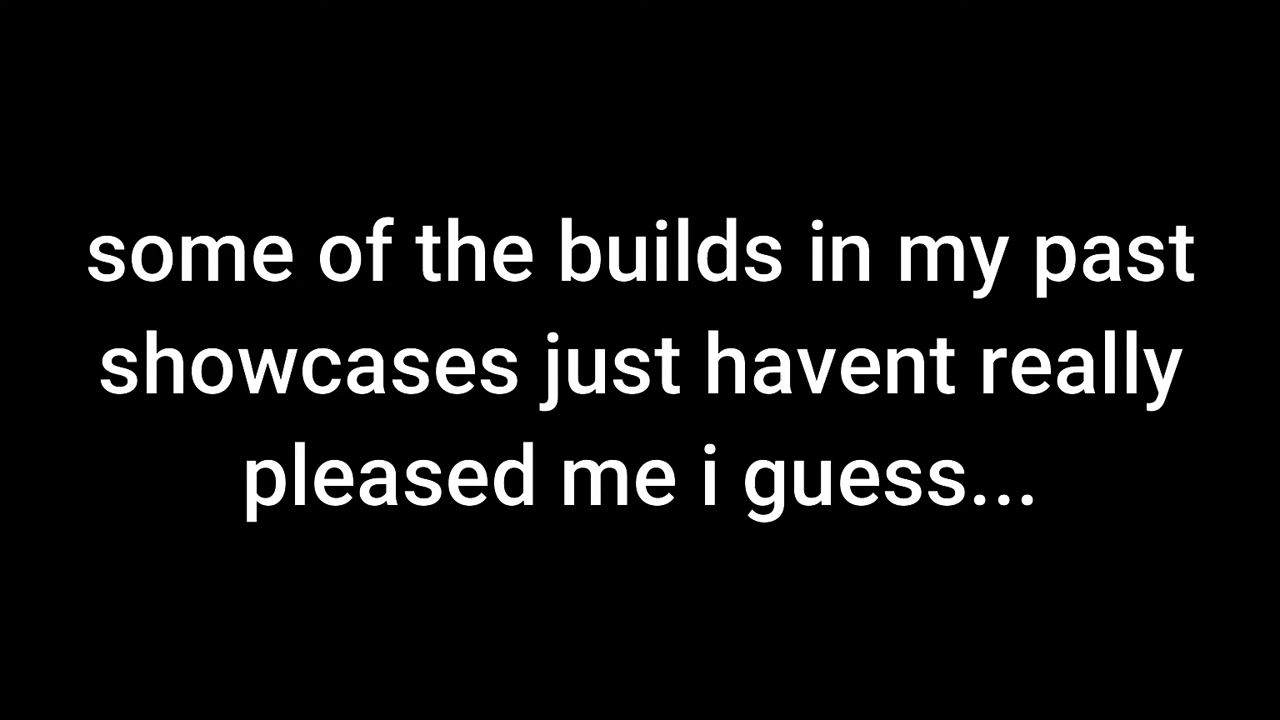 some of the builds in my past
showcases just havent really
pleased me i guess...